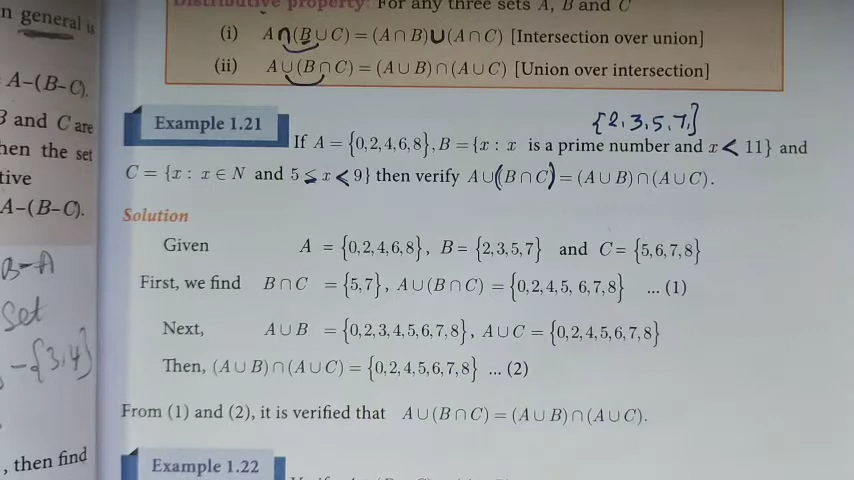 Distributive property: For any three sets A, B and C
(i) A∩(B∪C) = (A∩B)∪(A∩C) [Intersection over union]
(ii) A∪(B∩C) = (A∪B)∩(A∪C) [Union over intersection]
n general is
A−(B−C).
B and C are
hen the set
tive
A−(B−C).
B−A
Set
−{3,4}
, then find
{2,3,5,7}
Example 1.21
If A = {0,2,4,6,8}, B = {x : x is a prime number and x < 11} and
C = {x : x∈N and 5 ≤ x < 9} then verify A∪(B∩C) = (A∪B)∩(A∪C).
Solution
Given A = {0,2,4,6,8}, B = {2,3,5,7} and C = {5,6,7,8}
First, we find B∩C = {5,7}, A∪(B∩C) = {0,2,4,5, 6,7,8} ... (1)
Next, A∪B = {0,2,3,4,5,6,7,8}, A∪C = {0,2,4,5,6,7,8}
Then, (A∪B)∩(A∪C) = {0,2,4,5,6,7,8} ... (2)
From (1) and (2), it is verified that A∪(B∩C) = (A∪B)∩(A∪C).
Example 1.22